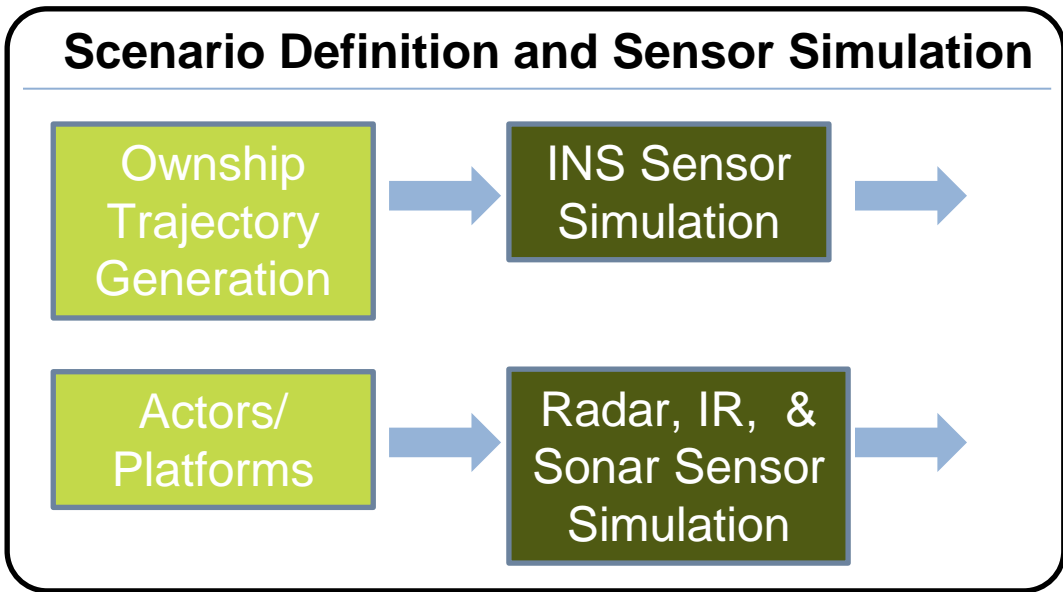 Scenario Definition and Sensor Simulation
Ownship
Trajectory
Generation
INS Sensor
Simulation
Actors/
Platforms
Radar, IR, &
Sonar Sensor
Simulation